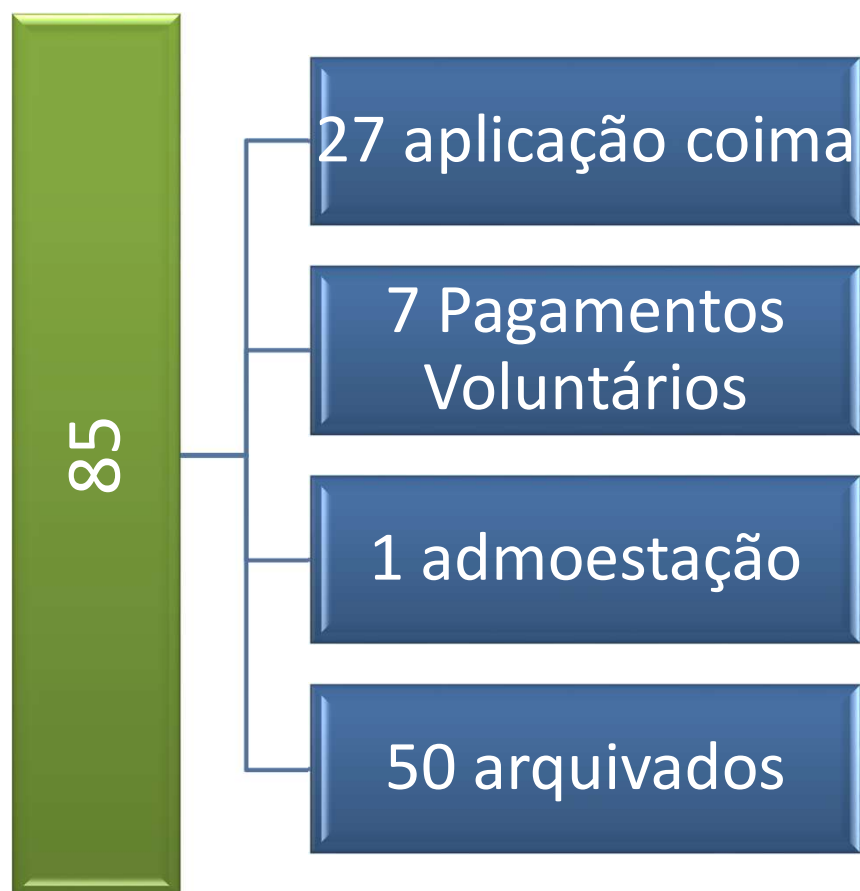 85
27 aplicação coima
7 Pagamentos
Voluntários
1 admoestação
50 arquivados